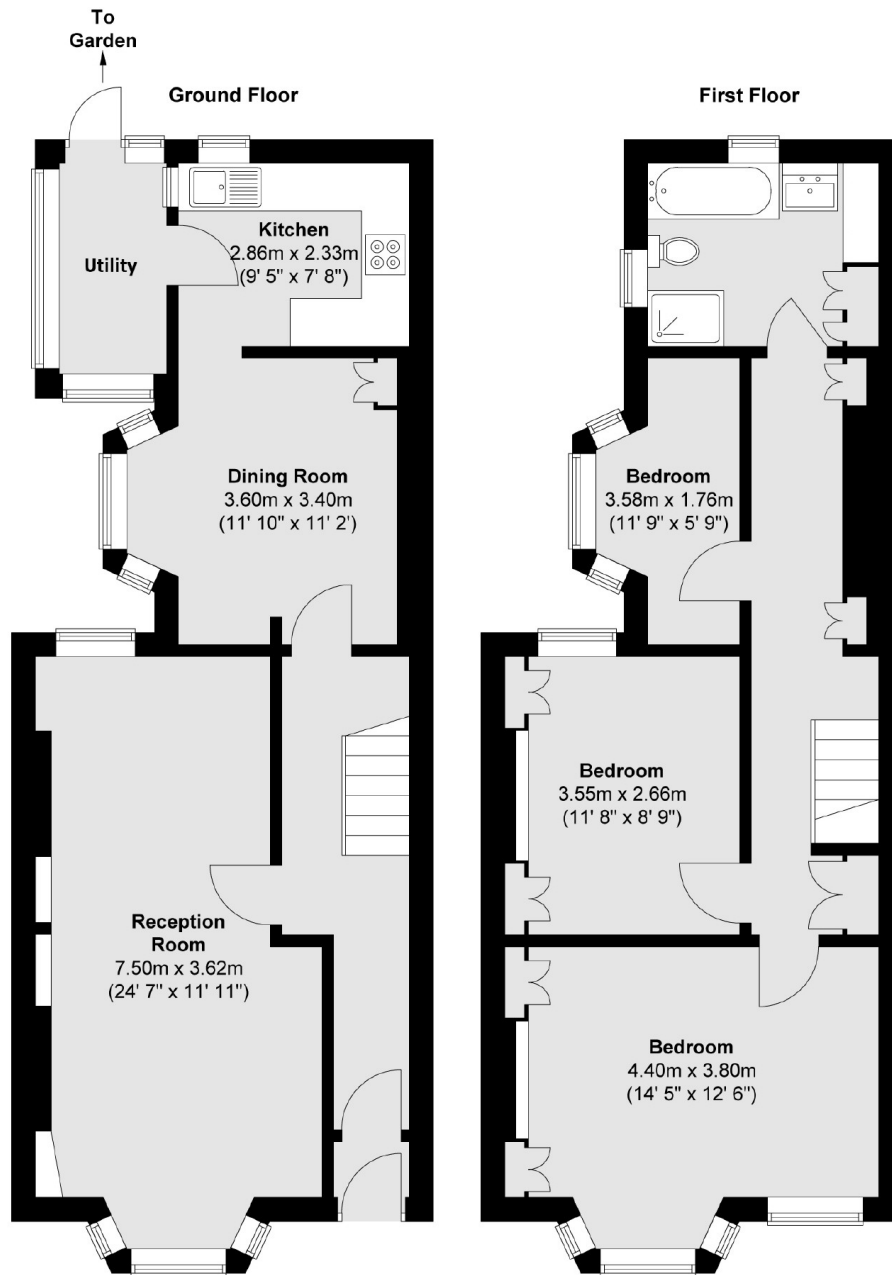 To
Garden
Ground Floor
First Floor
Kitchen
2.86m x 2.33m
(9' 5" x 7' 8")
Utility
Dining Room
3.60m x 3.40m
(11' 10" x 11' 2')
Bedroom
3.58m x 1.76m
(11' 9" x 5' 9")
Bedroom
3.55m x 2.66m
(11' 8" x 8' 9")
Reception
Room
7.50m x 3.62m
(24' 7" x 11' 11")
Bedroom
4.40m x 3.80m
(14' 5" x 12' 6")